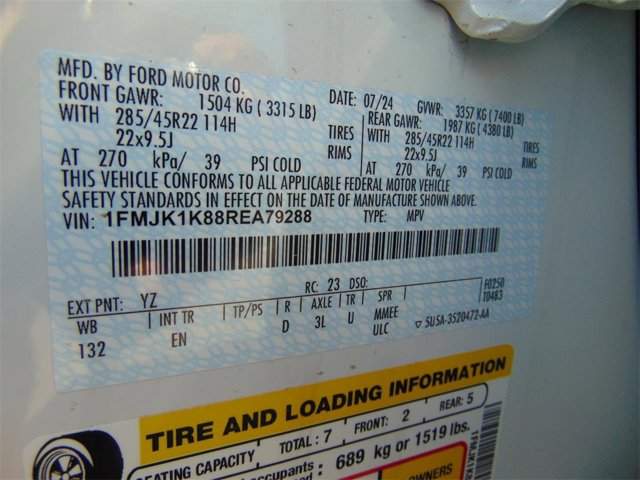 MFD. BY FORD MOTOR CO.
DATE: 07/24 GVWR: 3357 KG (7400 LB)
FRONT GAWR: 1504 KG (3315 LB) REAR GAWR: 1987 KG (4380 LB)
WITH 285/45R22 114H TIRES WITH 285/45R22 114H TIRES
22x9.5J RIMS 22x9.5J RIMS
AT 270 kPa/ 39 PSI COLD AT 270 kPa/ 39 PSI COLD
THIS VEHICLE CONFORMS TO ALL APPLICABLE FEDERAL MOTOR VEHICLE
SAFETY STANDARDS IN EFFECT ON THE DATE OF MANUFACTURE SHOWN ABOVE.
VIN: 1FMJK1K88REA79288 TYPE: MPV
EXT PNT: YZ RC: 23 DSO: F0250
T0483
WB INT TR TP/PS R AXLE TR SPR
132 EN D 3L U MMEE
ULC ▽ 5U5A-3520472-AA
TIRE AND LOADING INFORMATION
SEATING CAPACITY TOTAL: 7 FRONT: 2 REAR: 5
occupants : 689 kg or 1519 lbs.
OWNERS